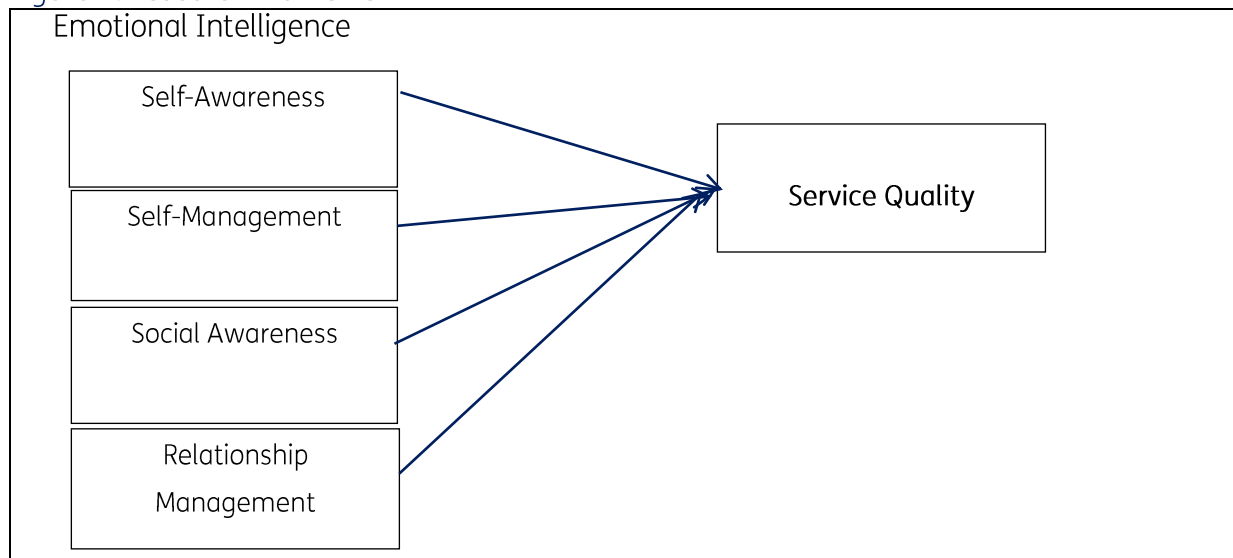 Emotional Intelligence
Self-Awareness
Self-Management
Social Awareness
Relationship
Management
Service Quality